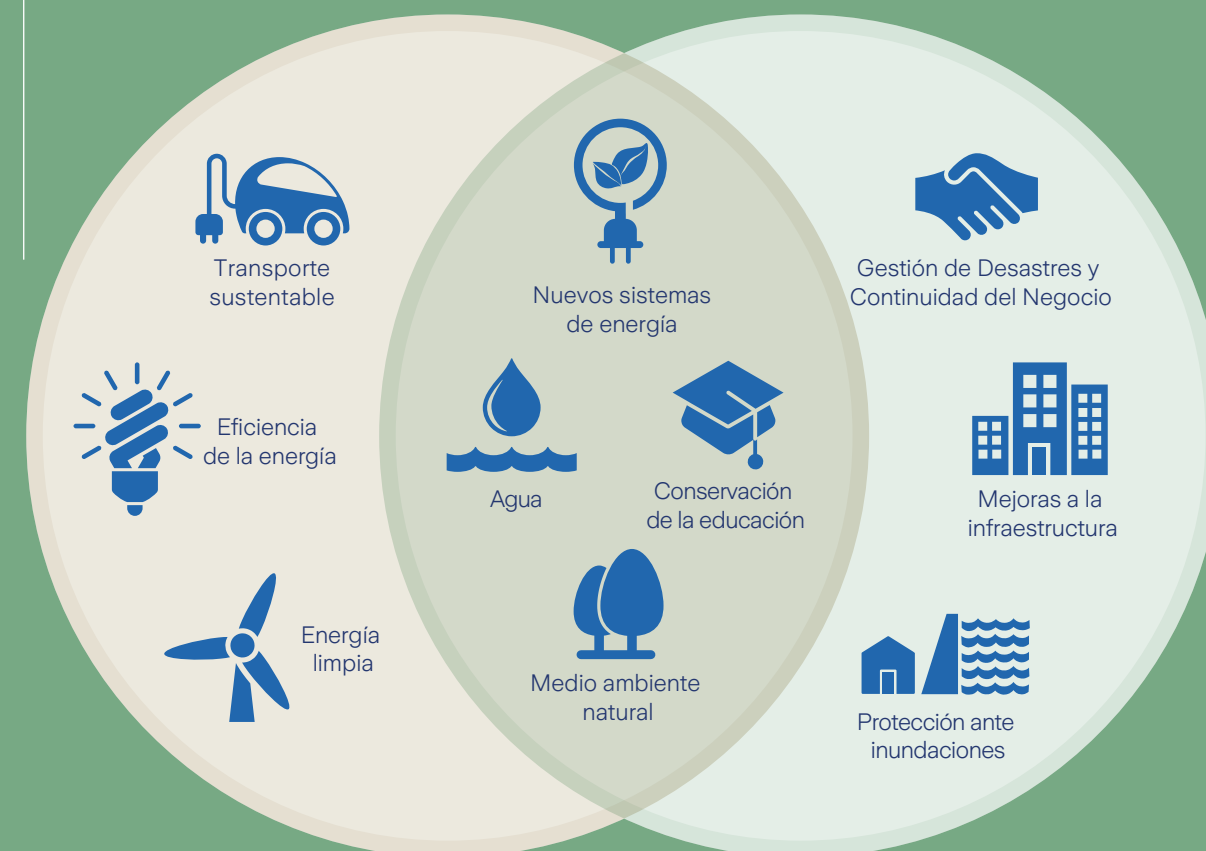 Transporte
sustentable
Eficiencia
de la energía
Energía
limpia
Nuevos sistemas
de energía
Agua
Conservación
de la educación
Medio ambiente
natural
Gestión de Desastres y
Continuidad del Negocio
Mejoras a la
infraestructura
Protección ante
inundaciones